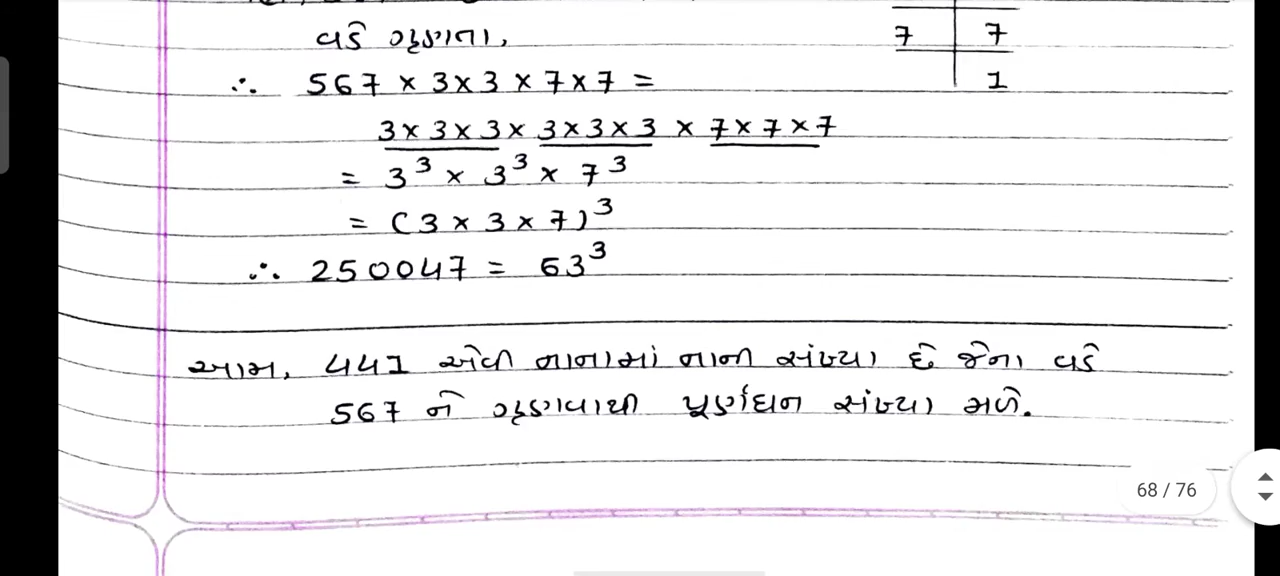 વડે ગુણતા,
7 | 7
1
∴ 567 × 3×3 × 7×7 =
3×3×3×3×3×3 × 7×7×7
= 3³ × 3³ × 7³
= (3 × 3 × 7)³
∴ 250047 = 63³
આમ, 441 એવી નાનામાં નાની સંખ્યા છે જેના વડે
567 ને ગુણવાથી પૂર્ણઘન સંખ્યા મળે.
68 / 76